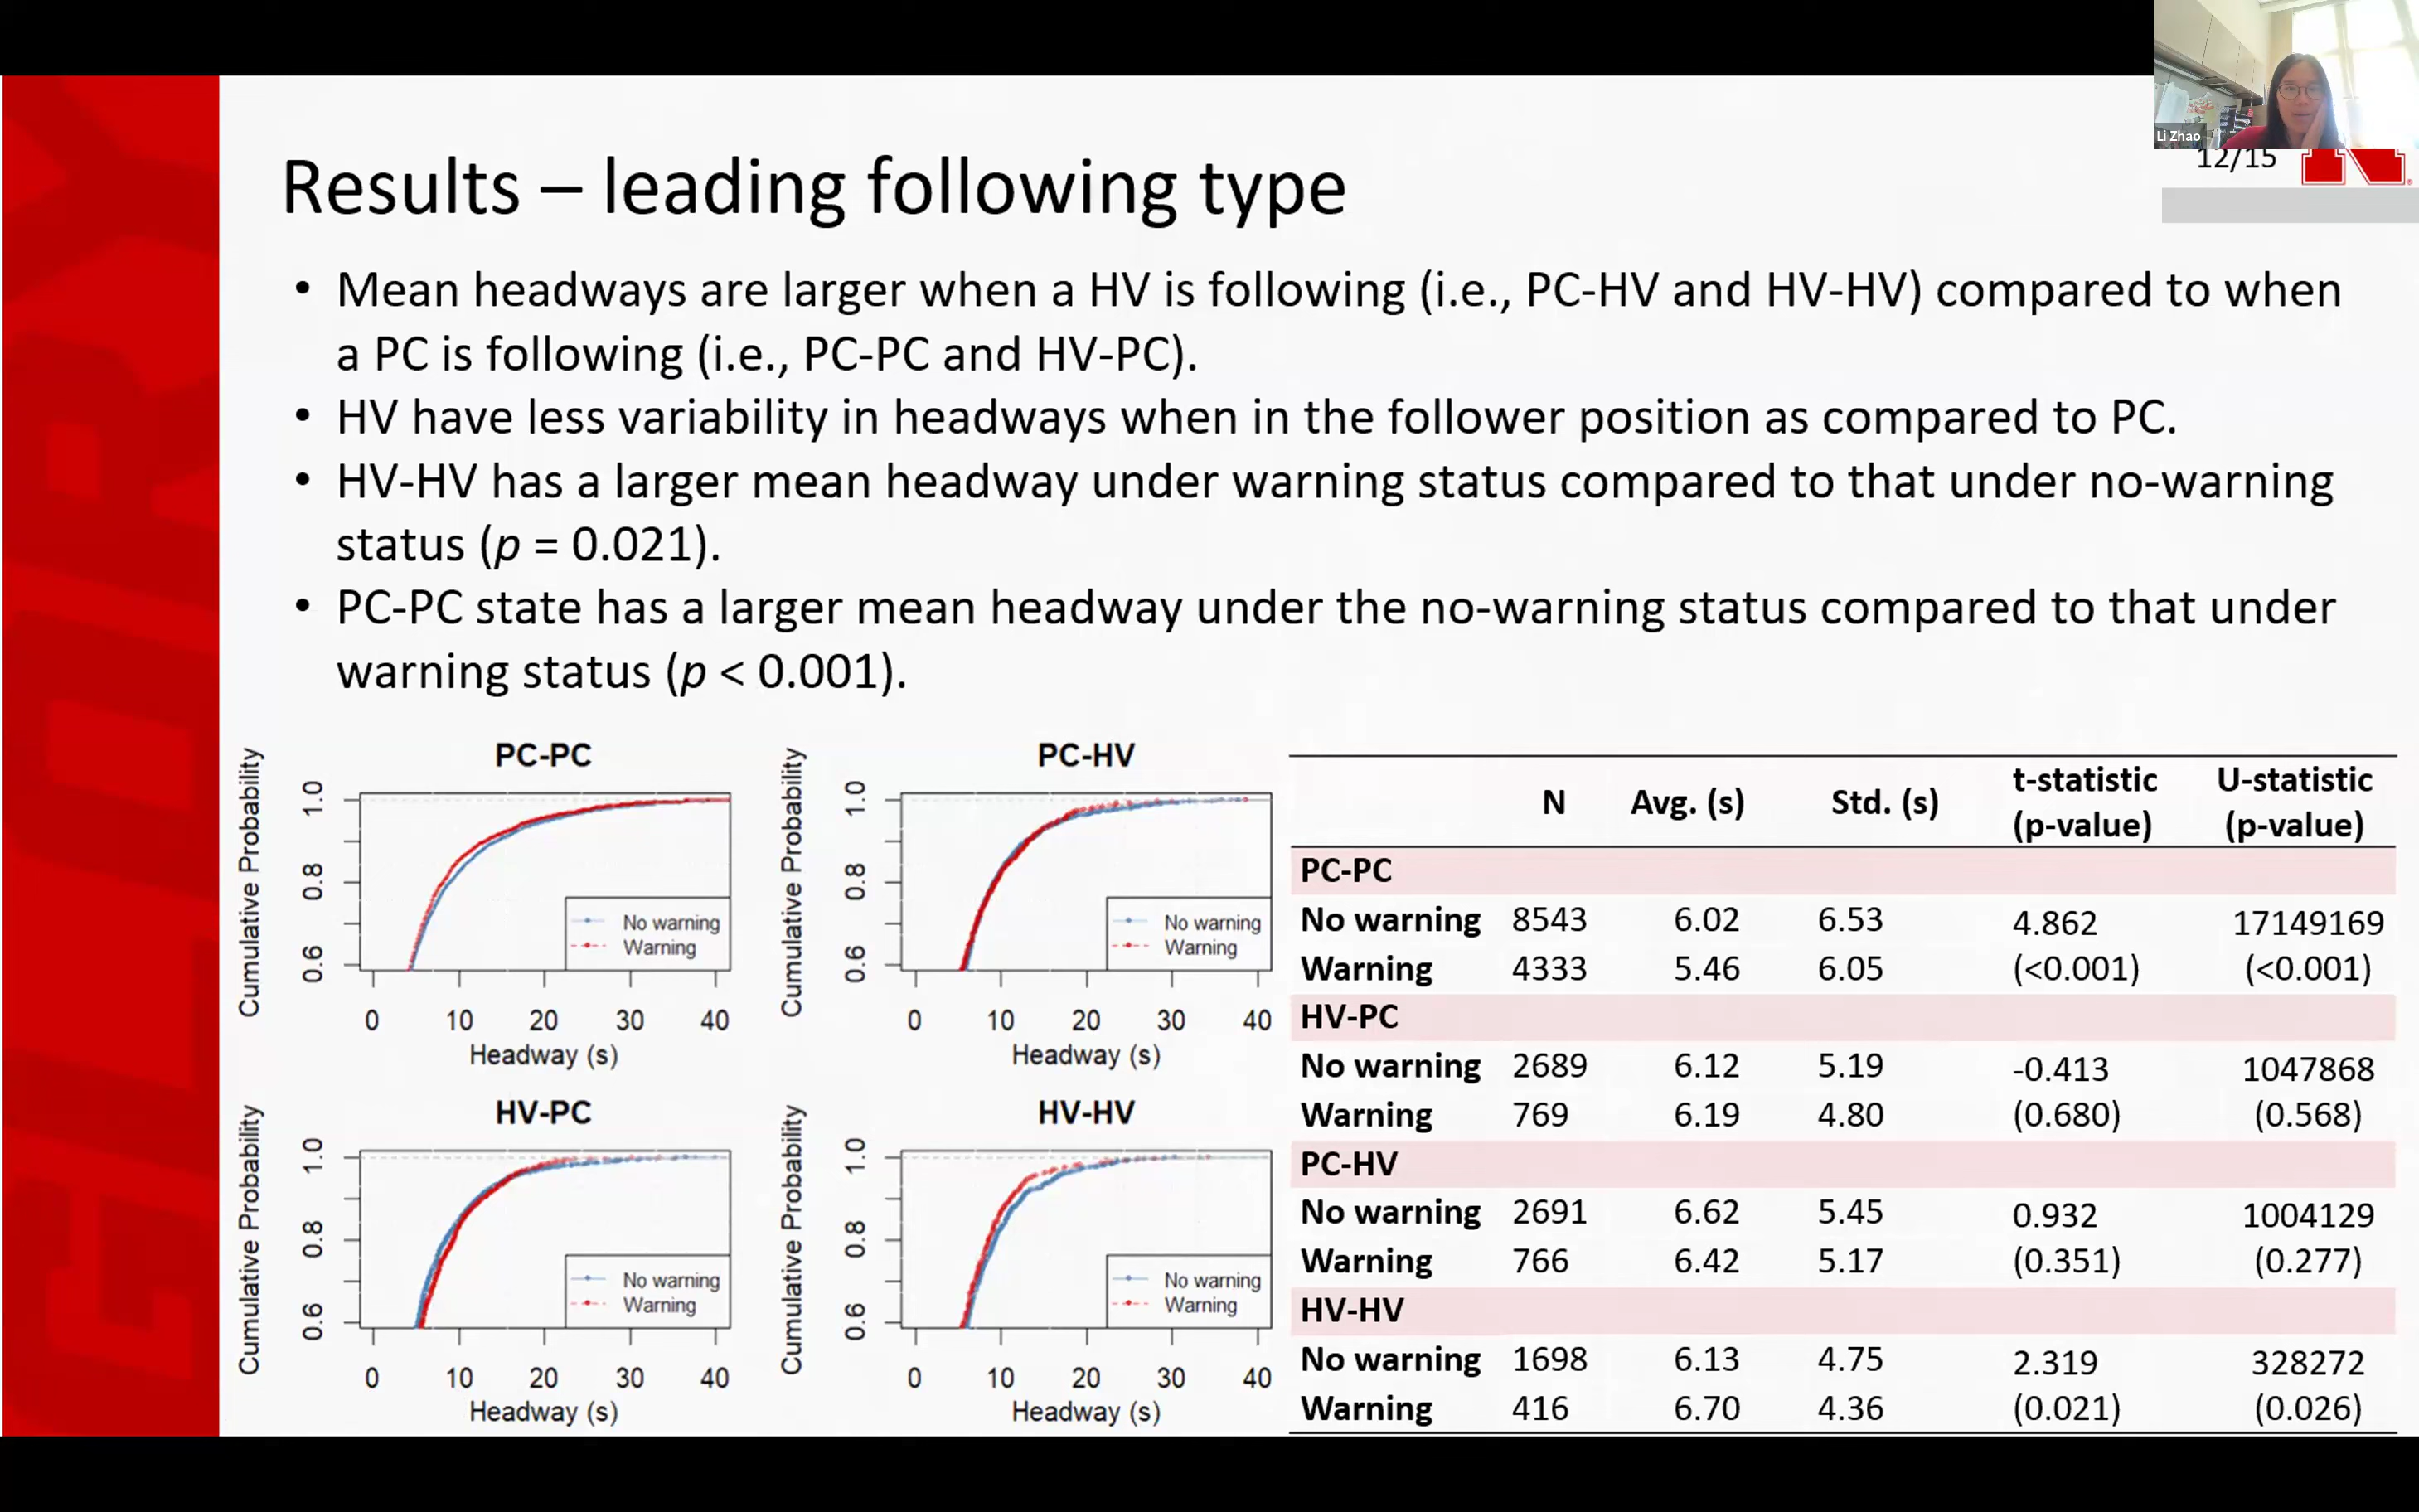 Li Zhao
12/15
Results – leading following type
• Mean headways are larger when a HV is following (i.e., PC-HV and HV-HV) compared to when
a PC is following (i.e., PC-PC and HV-PC).
• HV have less variability in headways when in the follower position as compared to PC.
• HV-HV has a larger mean headway under warning status compared to that under no-warning
status (p = 0.021).
• PC-PC state has a larger mean headway under the no-warning status compared to that under
warning status (p < 0.001).
PC-PC
Cumulative Probability
1.0
0.8
0.6
No warning
Warning
0 10 20 30 40
Headway (s)
PC-HV
Cumulative Probability
1.0
0.8
0.6
No warning
Warning
0 10 20 30 40
Headway (s)
HV-PC
Cumulative Probability
1.0
0.8
0.6
No warning
Warning
0 10 20 30 40
Headway (s)
HV-HV
Cumulative Probability
1.0
0.8
0.6
No warning
Warning
0 10 20 30 40
Headway (s)
N Avg. (s) Std. (s) t-statistic (p-value) U-statistic (p-value)
PC-PC
No warning 8543 6.02 6.53 4.862 17149169
Warning 4333 5.46 6.05 (<0.001) (<0.001)
HV-PC
No warning 2689 6.12 5.19 -0.413 1047868
Warning 769 6.19 4.80 (0.680) (0.568)
PC-HV
No warning 2691 6.62 5.45 0.932 1004129
Warning 766 6.42 5.17 (0.351) (0.277)
HV-HV
No warning 1698 6.13 4.75 2.319 328272
Warning 416 6.70 4.36 (0.021) (0.026)